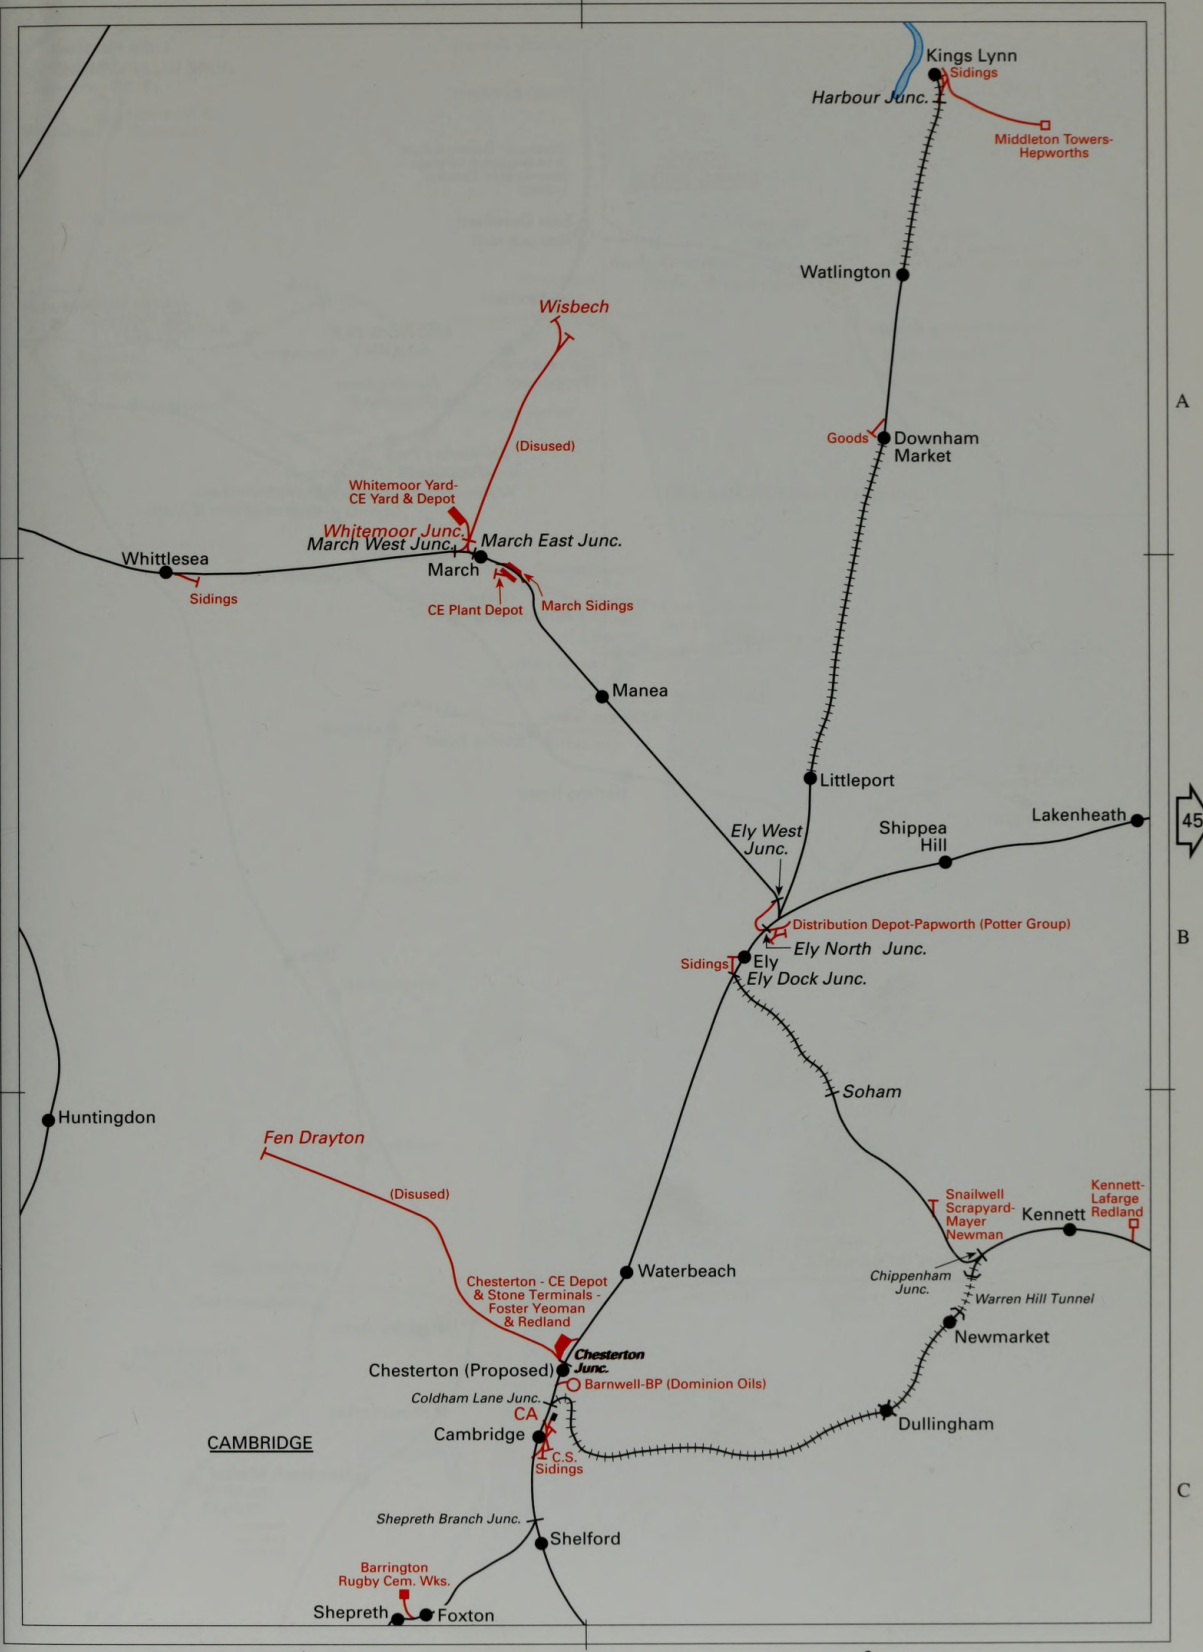 Kings Lynn
Sidings
Harbour Junc.
Middleton Towers-
Hepworths
Watlington
Wisbech
A
(Disused)
Goods
Downham
Market
Whitemoor Yard-
CE Yard & Depot
Whitemoor Junc.
March West Junc.
March East Junc.
Whittlesea
March
Sidings
CE Plant Depot
March Sidings
Manea
Littleport
Lakenheath
45
Ely West
Junc.
Shippea
Hill
Distribution Depot-Papworth (Potter Group)
B
Ely North Junc.
Sidings
Ely
Ely Dock Junc.
Soham
Huntingdon
Fen Drayton
(Disused)
Snailwell
Scrapyard-
Mayer
Newman
Kennett-
Lafarge
Redland
Kennett
Waterbeach
Chippenham
Junc.
Chesterton - CE Depot
& Stone Terminals -
Foster Yeoman
& Redland
Warren Hill Tunnel
Newmarket
Chesterton
Junc.
Chesterton (Proposed)
Barnwell-BP (Dominion Oils)
Coldham Lane Junc.
CA
Dullingham
Cambridge
CAMBRIDGE
C.S.
Sidings
C
Shepreth Branch Junc.
Shelford
Barrington
Rugby Cem. Wks.
Shepreth
Foxton